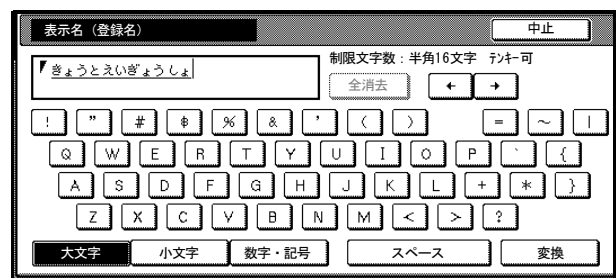 表示名（登録名） 中止
きょうとえいぎょうしょ 制限文字数：半角16文字 テンキー可
全消去 ← →
! ” # $ % & ' ( ) = ～ |
Q W E R T Y U I O P ` {
A S D F G H J K L + * }
Z X C V B N M < > ?
大文字 小文字 数字・記号 スペース 変換